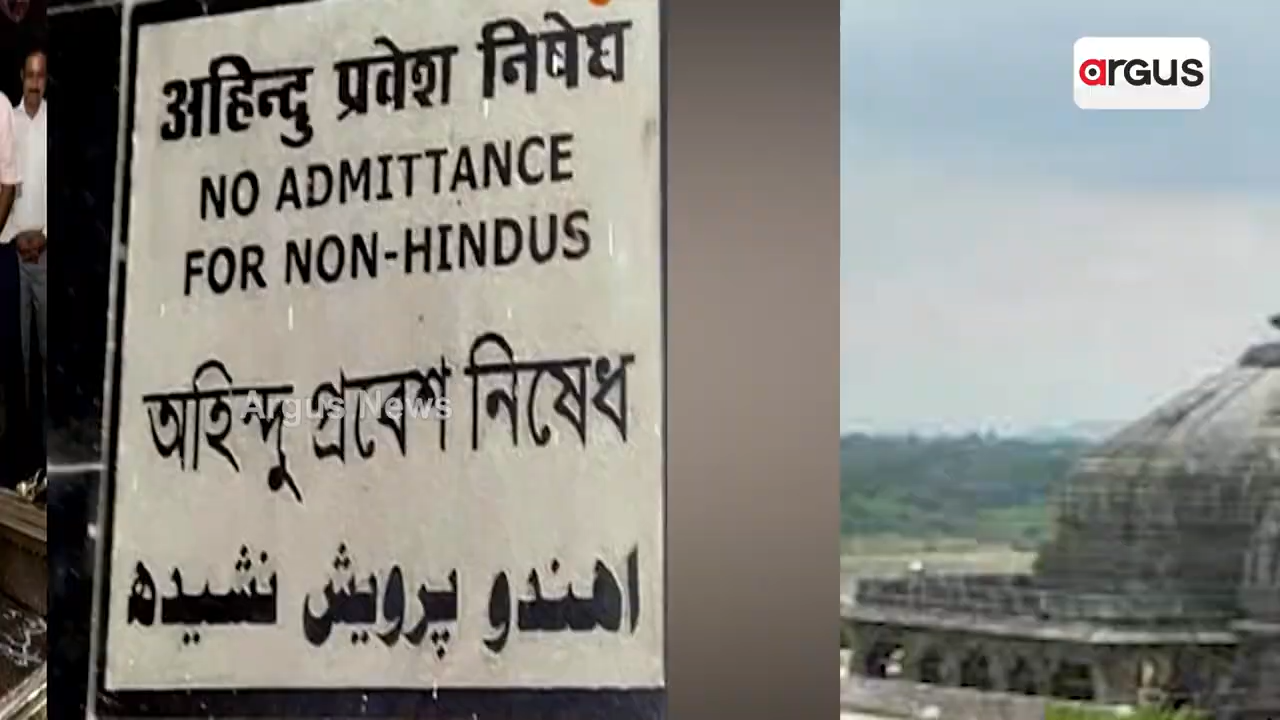 अहिन्दु प्रवेश निषेध
NO ADMITTANCE
FOR NON-HINDUS
অহিন্দু প্রবেশ নিষেধ
اهندو پرویش نشیدھ
Argus News
argus